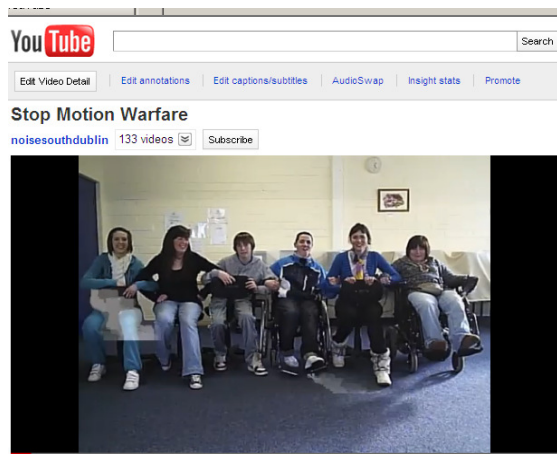 YouTube Search
Edit Video Detail Edit annotations Edit captions/subtitles AudioSwap Insight stats Promote
Stop Motion Warfare
noisesouthdublin 133 videos Subscribe